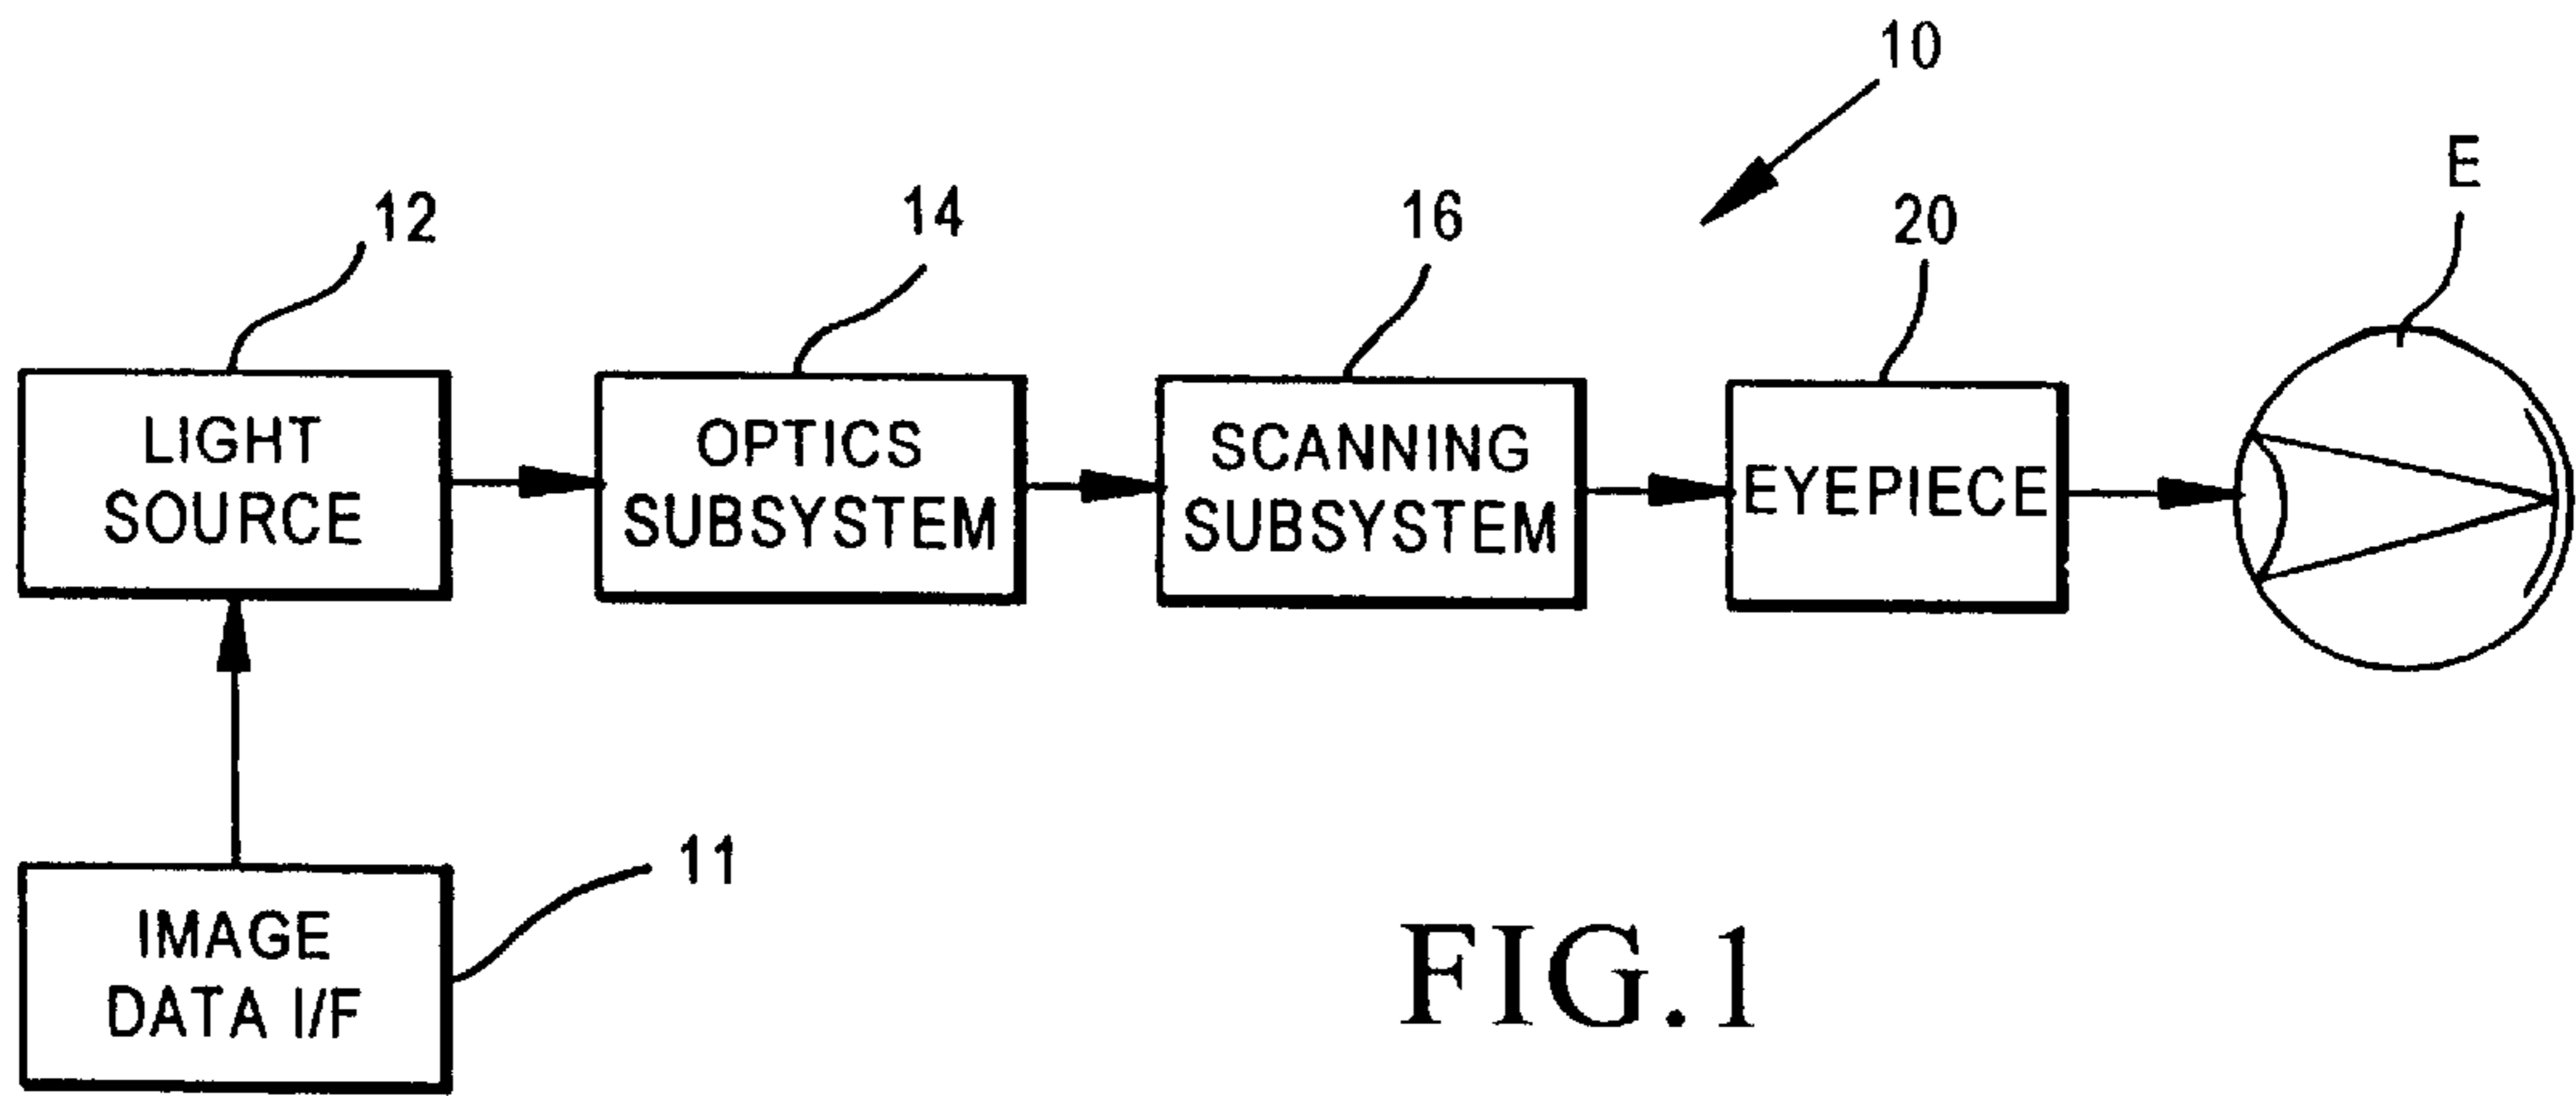 10
E
12
14
16
20
LIGHT
SOURCE
OPTICS
SUBSYSTEM
SCANNING
SUBSYSTEM
EYEPIECE
11
IMAGE
DATA I/F
FIG.1